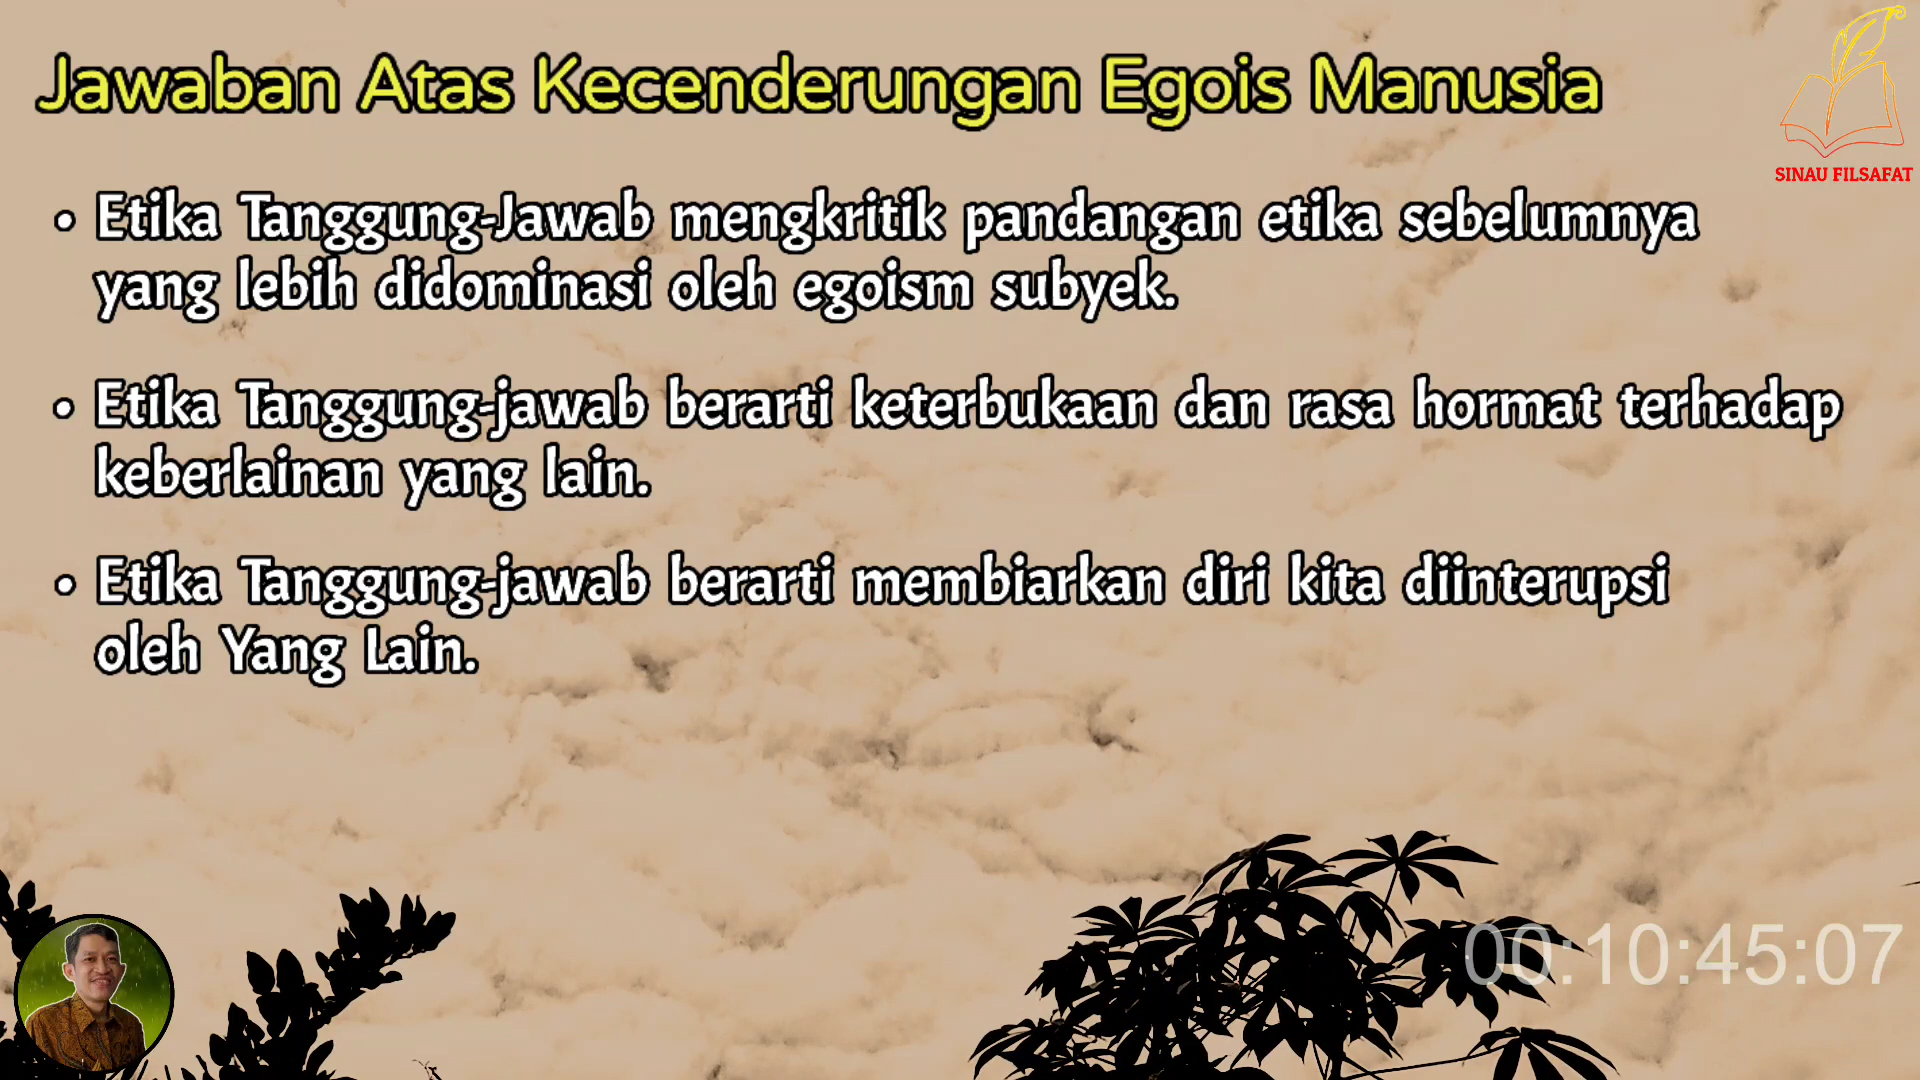 Jawaban Atas Kecenderungan Egois Manusia
SINAU FILSAFAT
• Etika Tanggung-Jawab mengkritik pandangan etika sebelumnya
yang lebih didominasi oleh egoism subyek.
• Etika Tanggung-jawab berarti keterbukaan dan rasa hormat terhadap
keberlainan yang lain.
• Etika Tanggung-jawab berarti membiarkan diri kita diinterupsi
oleh Yang Lain.
00:10:45:07